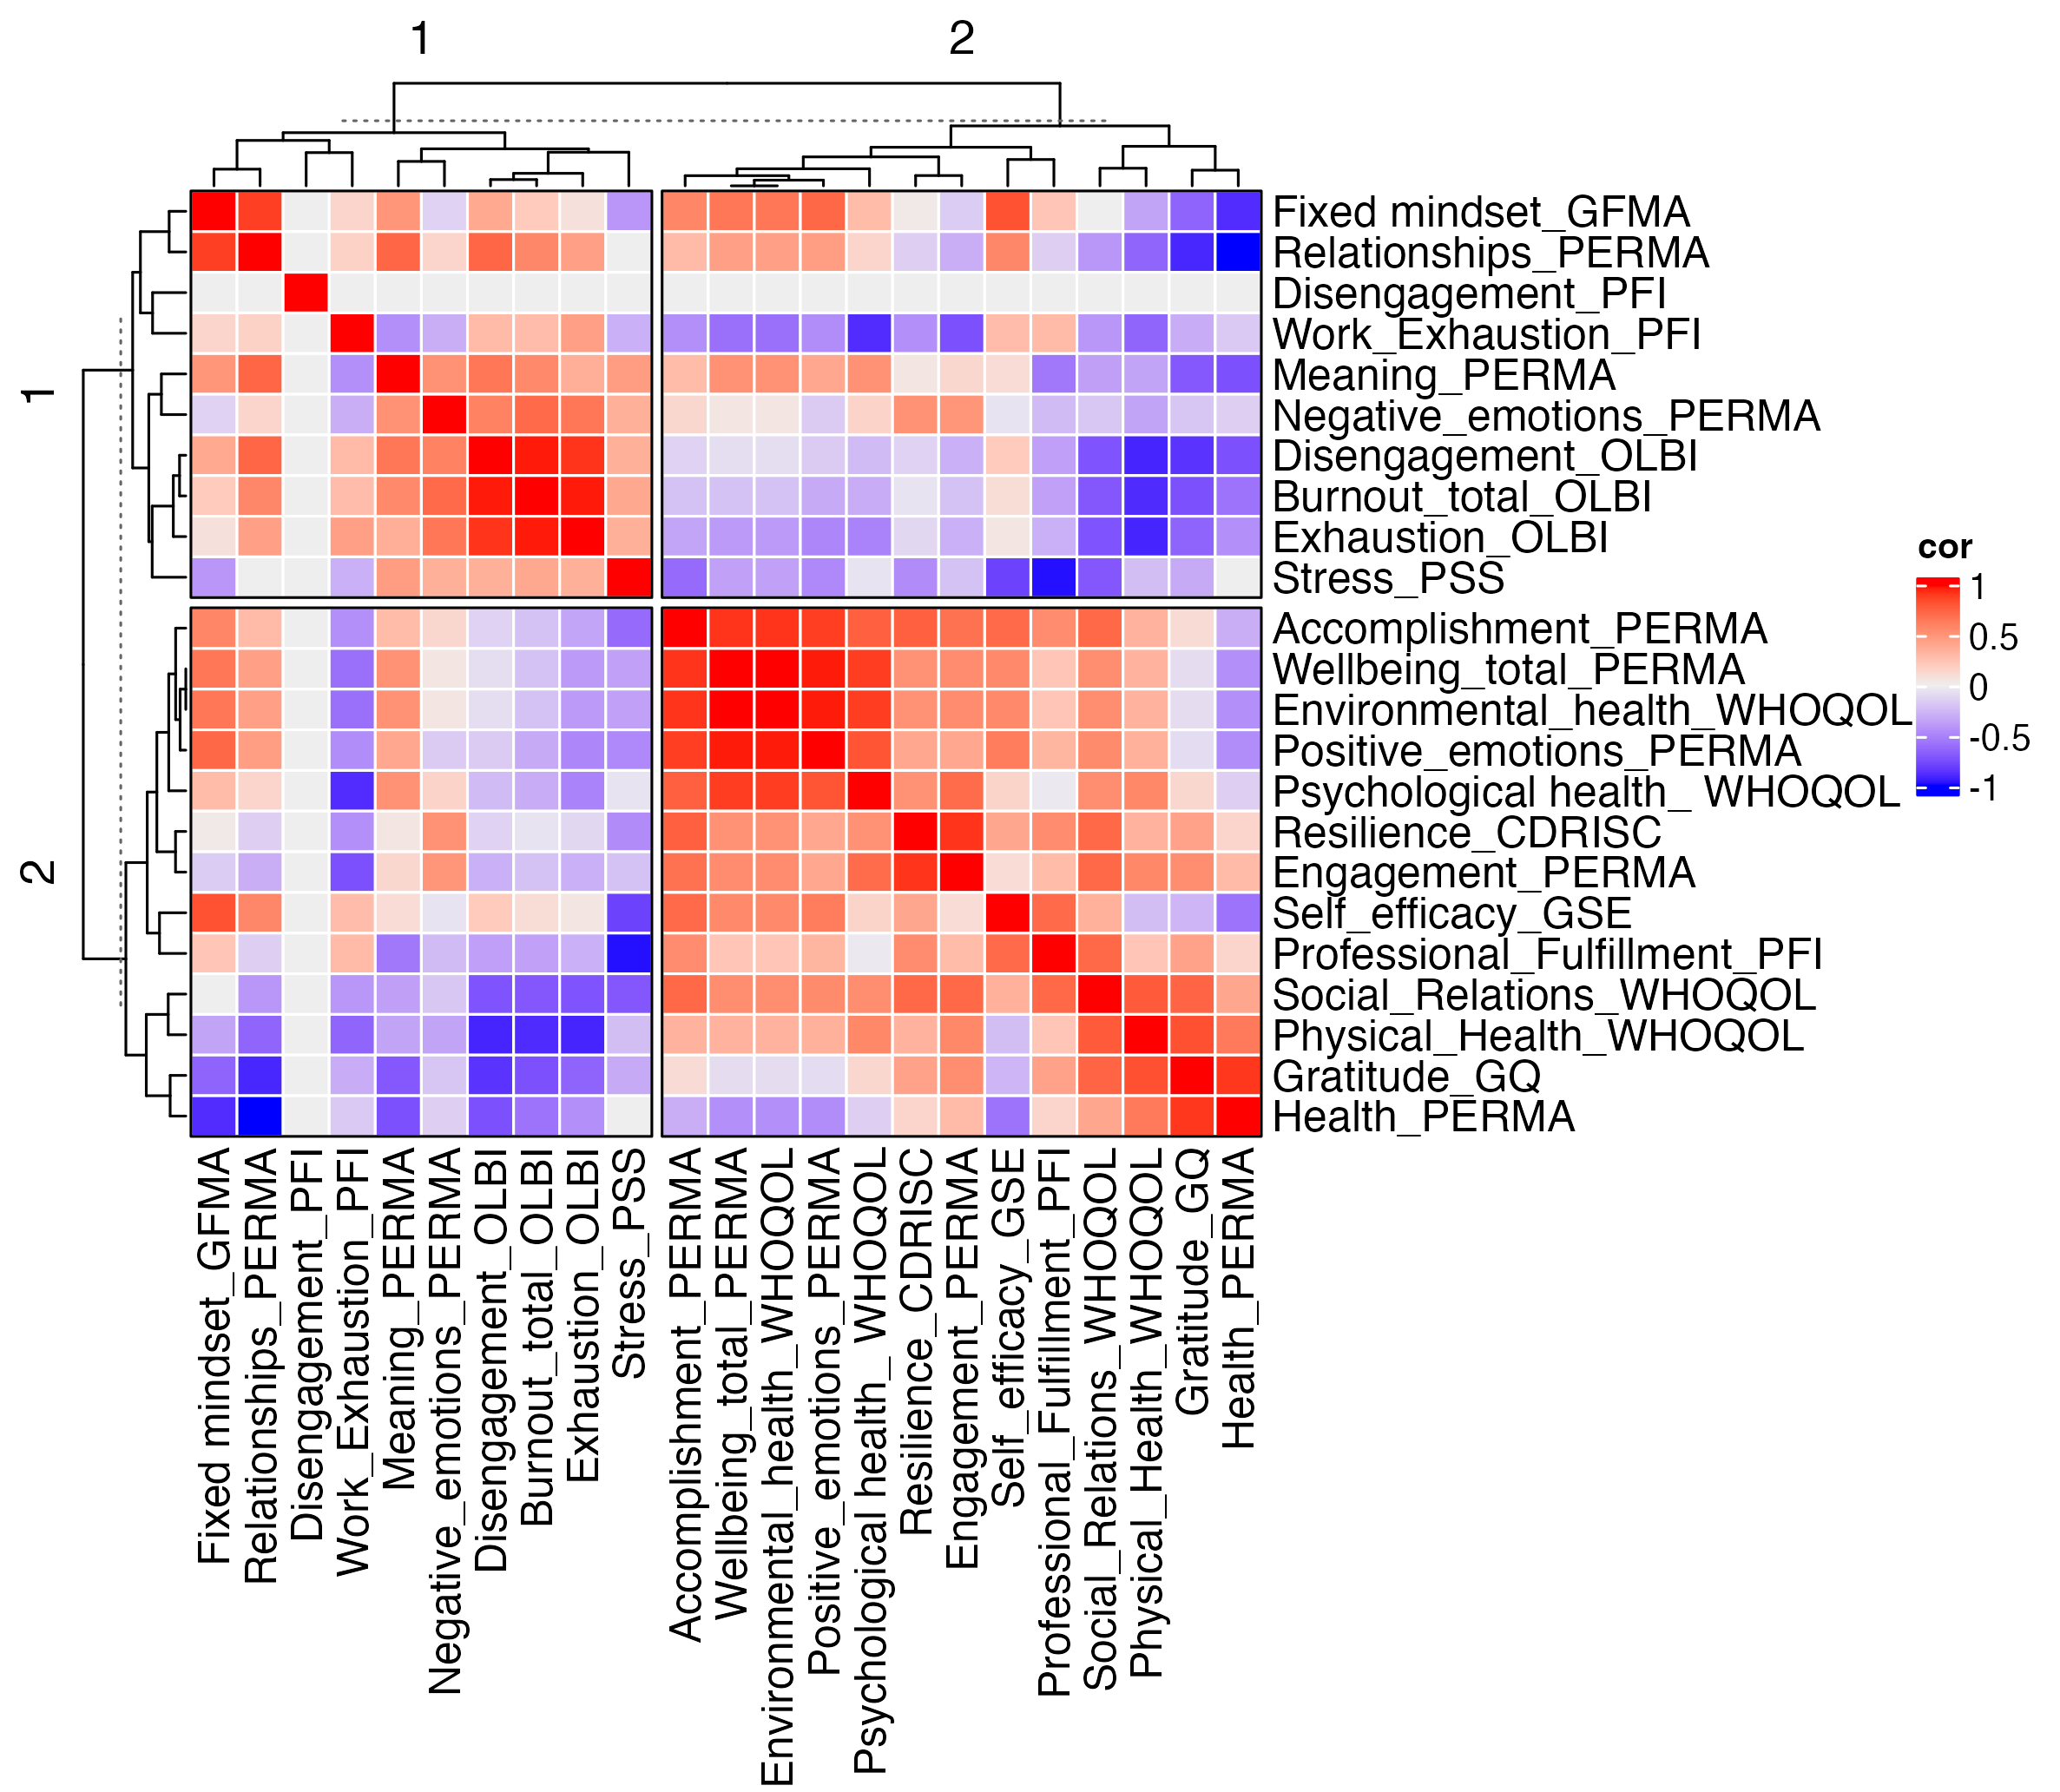 1
2
1
2
Fixed mindset_GFMA
Relationships_PERMA
Disengagement_PFI
Work_Exhaustion_PFI
Meaning_PERMA
Negative_emotions_PERMA
Disengagement_OLBI
Burnout_total_OLBI
Exhaustion_OLBI
Stress_PSS
Accomplishment_PERMA
Wellbeing_total_PERMA
Environmental_health_WHOQOL
Positive_emotions_PERMA
Psychological health_ WHOQOL
Resilience_CDRISC
Engagement_PERMA
Self_efficacy_GSE
Professional_Fulfillment_PFI
Social_Relations_WHOQOL
Physical_Health_WHOQOL
Gratitude_GQ
Health_PERMA
cor
1
0.5
0
-0.5
-1
Fixed mindset_GFMA
Relationships_PERMA
Disengagement_PFI
Work_Exhaustion_PFI
Meaning_PERMA
Negative_emotions_PERMA
Disengagement_OLBI
Burnout_total_OLBI
Exhaustion_OLBI
Stress_PSS
Accomplishment_PERMA
Wellbeing_total_PERMA
Environmental_health_WHOQOL
Positive_emotions_PERMA
Psychological health_ WHOQOL
Resilience_CDRISC
Engagement_PERMA
Self_efficacy_GSE
Professional_Fulfillment_PFI
Social_Relations_WHOQOL
Physical_Health_WHOQOL
Gratitude_GQ
Health_PERMA